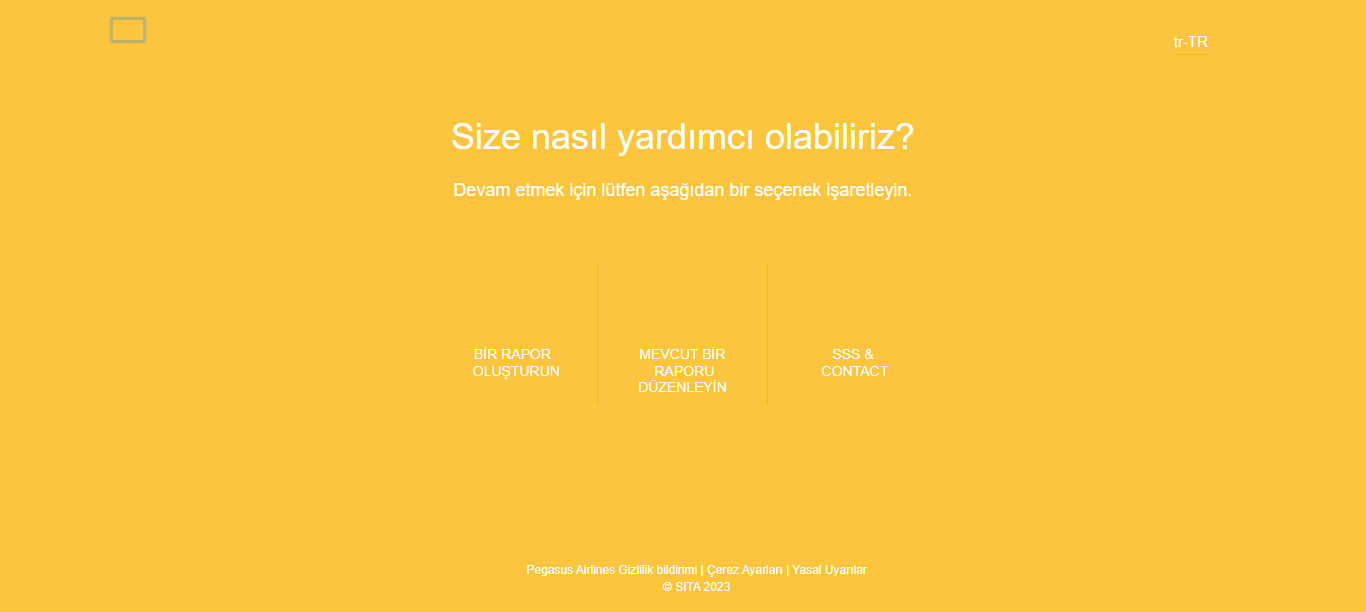 tr-TR
Size nasıl yardımcı olabiliriz?
Devam etmek için lütfen aşağıdan bir seçenek işaretleyin.
BİR RAPOR
OLUŞTURUN
MEVCUT BİR
RAPORU
DÜZENLEYİN
SSS &
CONTACT
Pegasus Airlines Gizlilik bildirimi | Çerez Ayarları | Yasal Uyarılar
© SITA 2023